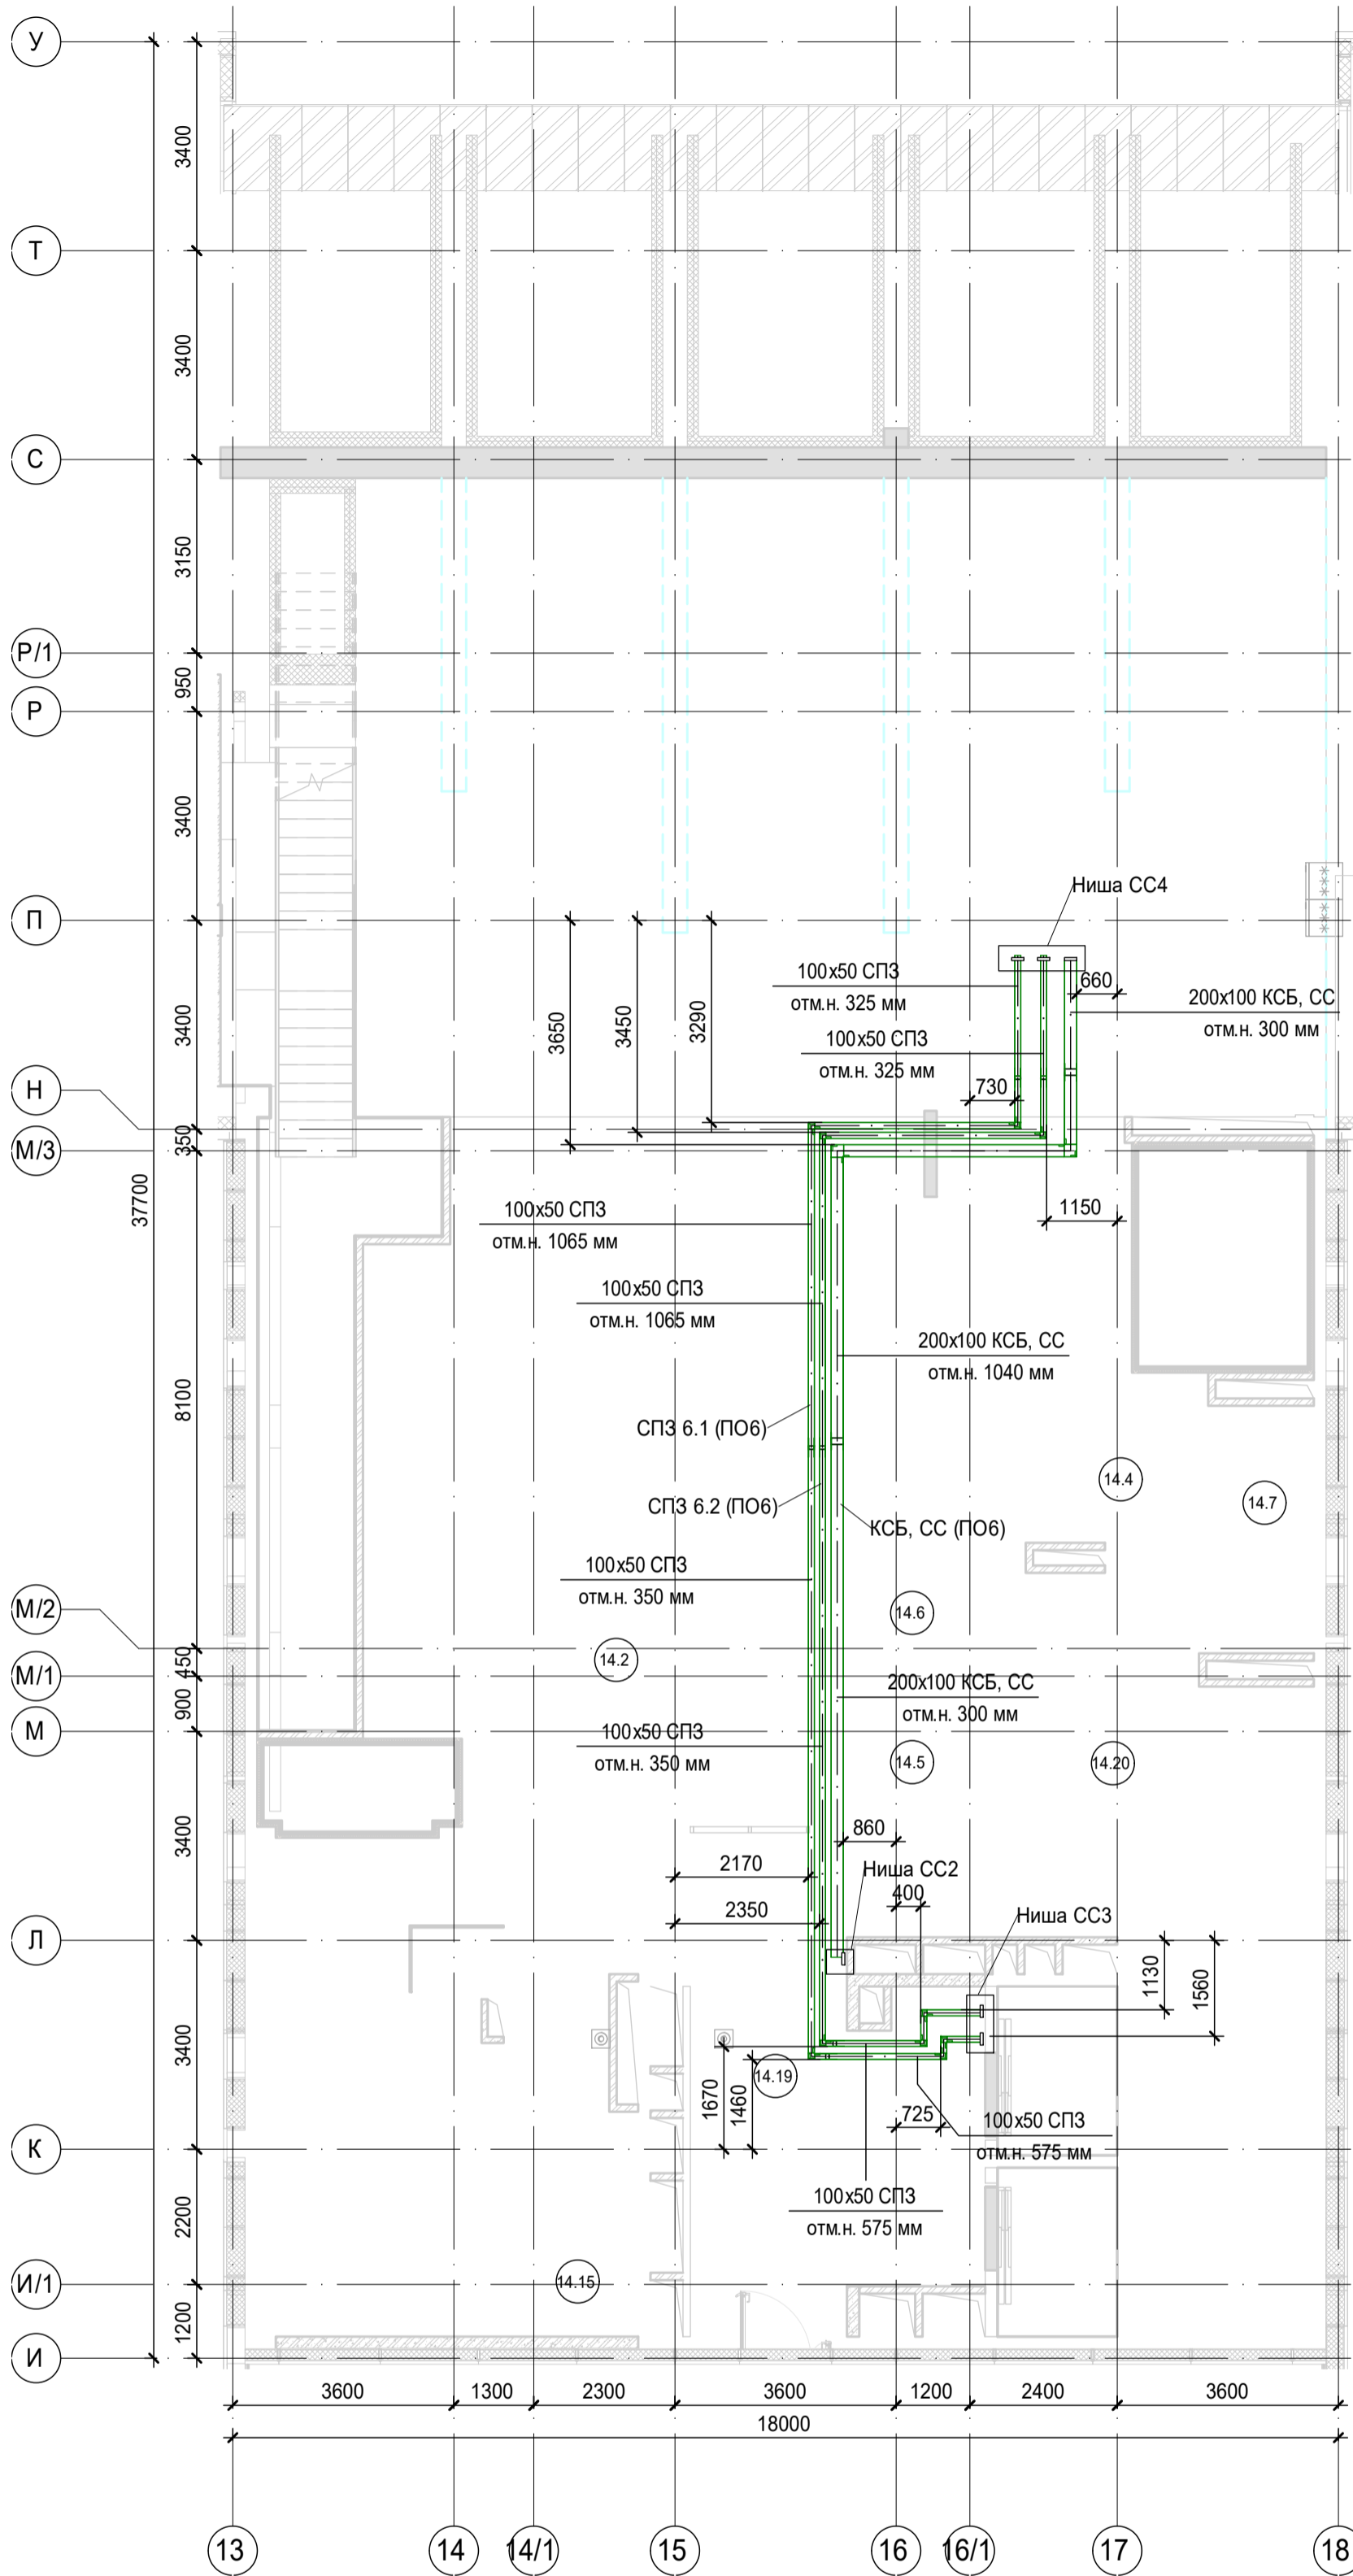 У
3400
Т
3400
С
3150
Р/1
950
Р
3400
П
Ниша СС4
100х50 СПЗ
отм.н. 325 мм
660
200х100 КСБ, СС
отм.н. 300 мм
3650
3450
3290
3400
100х50 СПЗ
отм.н. 325 мм
730
Н
350
М/3
37700
1150
100х50 СПЗ
отм.н. 1065 мм
100х50 СПЗ
отм.н. 1065 мм
200х100 КСБ, СС
отм.н. 1040 мм
8100
СПЗ 6.1 (ПО6)
14.4
14.7
СПЗ 6.2 (ПО6)
КСБ, СС (ПО6)
100х50 СПЗ
отм.н. 350 мм
М/2
14.6
450
14.2
М/1
200х100 КСБ, СС
отм.н. 300 мм
900
М
100х50 СПЗ
отм.н. 350 мм
14.5
14.20
3400
860
2170
Ниша СС2
400
2350
Ниша СС3
Л
1130
1560
3400
1670
1460
14.19
725
100х50 СПЗ
отм.н. 575 мм
К
100х50 СПЗ
отм.н. 575 мм
2200
И/1
14.15
1200
И
3600
1300
2300
3600
1200
2400
3600
18000
13
14
14/1
15
16
16/1
17
18